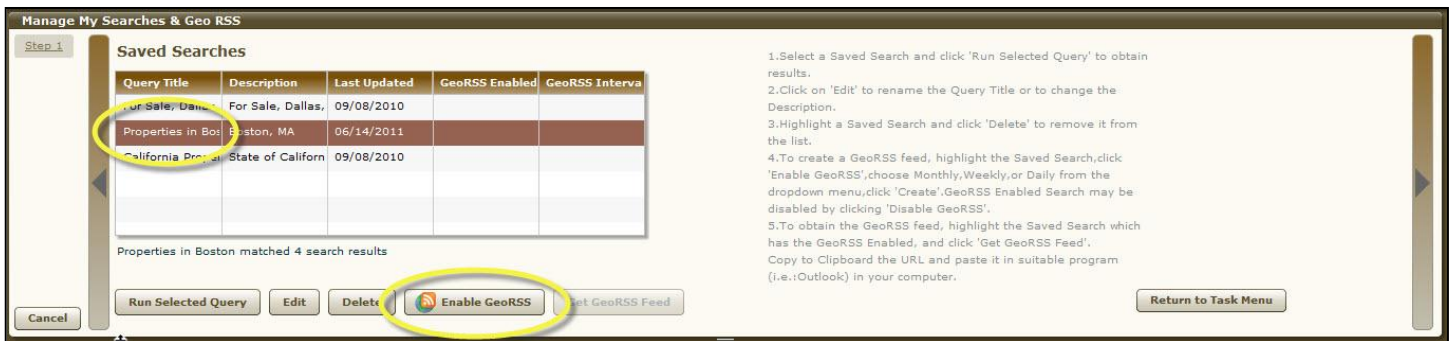 Manage My Searches & Geo RSS
Step 1
Saved Searches
Query Title Description Last Updated GeoRSS Enabled GeoRSS Interva
For Sale, Dallas For Sale, Dallas, 09/08/2010
Properties in Bos Boston, MA 06/14/2011
California Proper State of Californ 09/08/2010
Properties in Boston matched 4 search results
Run Selected Query Edit Delete Enable GeoRSS Get GeoRSS Feed
Cancel
1.Select a Saved Search and click 'Run Selected Query' to obtain
results.
2.Click on 'Edit' to rename the Query Title or to change the
Description.
3.Highlight a Saved Search and click 'Delete' to remove it from
the list.
4.To create a GeoRSS feed, highlight the Saved Search,click
'Enable GeoRSS',choose Monthly,Weekly,or Daily from the
dropdown menu,click 'Create'.GeoRSS Enabled Search may be
disabled by clicking 'Disable GeoRSS'.
5.To obtain the GeoRSS feed, highlight the Saved Search which
has the GeoRSS Enabled, and click 'Get GeoRSS Feed'.
Copy to Clipboard the URL and paste it in suitable program
(i.e.:Outlook) in your computer.
Return to Task Menu